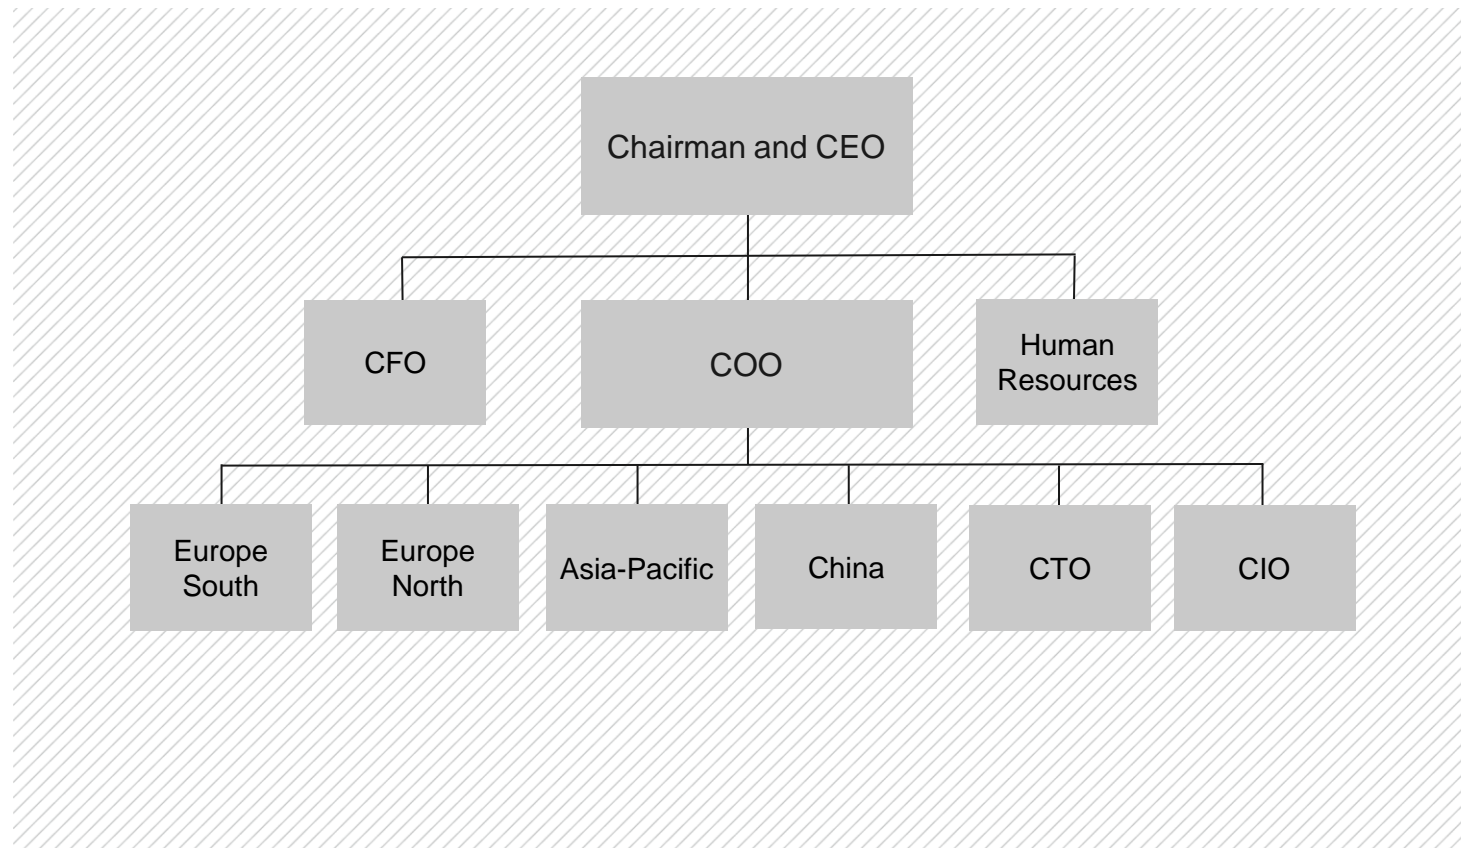 Chairman and CEO
CFO
COO
Human
Resources
Europe
South
Europe
North
Asia-Pacific
China
CTO
CIO